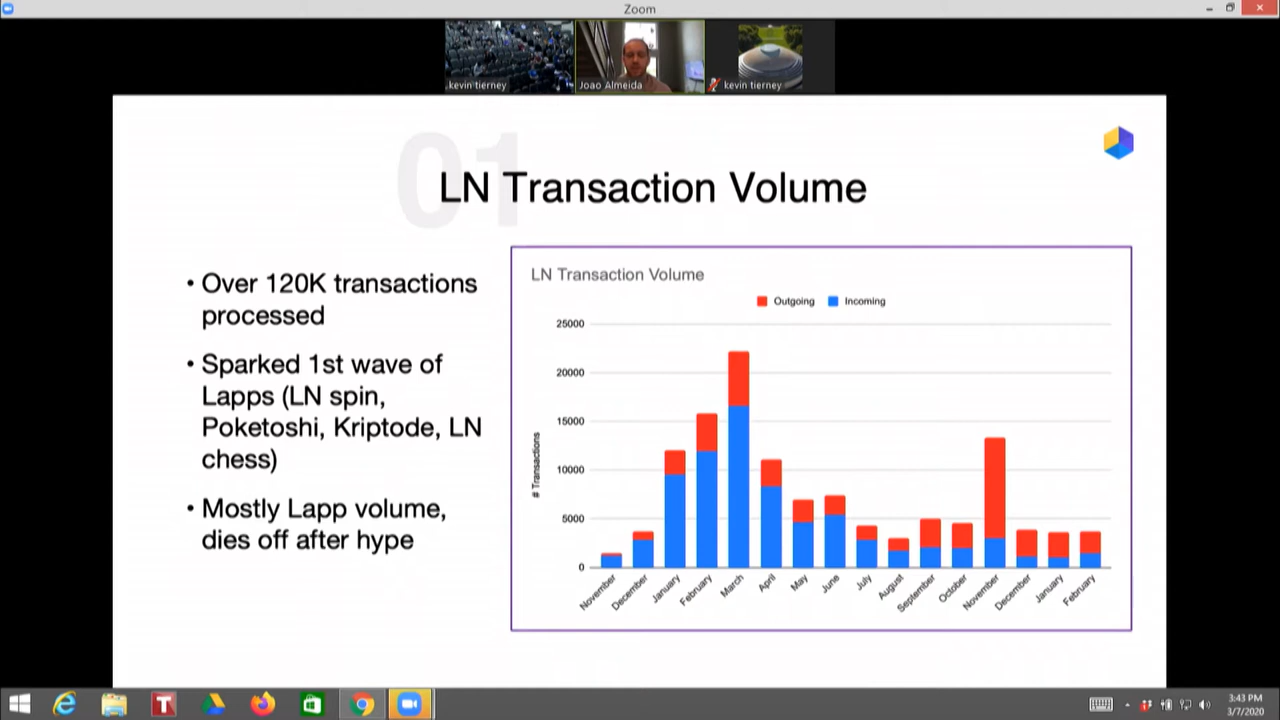 Zoom
kevin tierney
Joao Almeida
kevin tierney
01
LN Transaction Volume
• Over 120K transactions
processed
• Sparked 1st wave of
Lapps (LN spin,
Poketoshi, Kriptode, LN
chess)
• Mostly Lapp volume,
dies off after hype
LN Transaction Volume
Outgoing
Incoming
# Transactions
25000
20000
15000
10000
5000
0
November
December
January
February
March
April
May
June
July
August
September
October
November
December
January
February
3:43 PM
3/7/2020